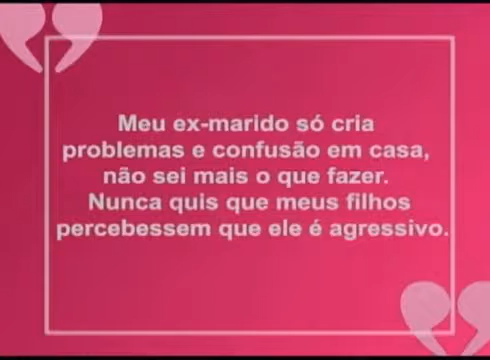 Meu ex-marido só cria
problemas e confusão em casa,
não sei mais o que fazer.
Nunca quis que meus filhos
percebessem que ele é agressivo.